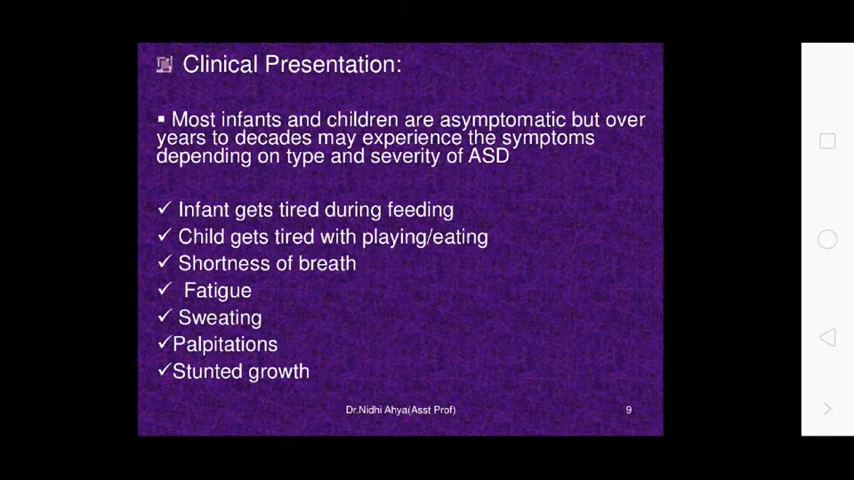 Clinical Presentation:
▪ Most infants and children are asymptomatic but over
years to decades may experience the symptoms
depending on type and severity of ASD
✓ Infant gets tired during feeding
✓ Child gets tired with playing/eating
✓ Shortness of breath
✓ Fatigue
✓ Sweating
✓Palpitations
✓Stunted growth
Dr.Nidhi Ahya(Asst Prof) 9